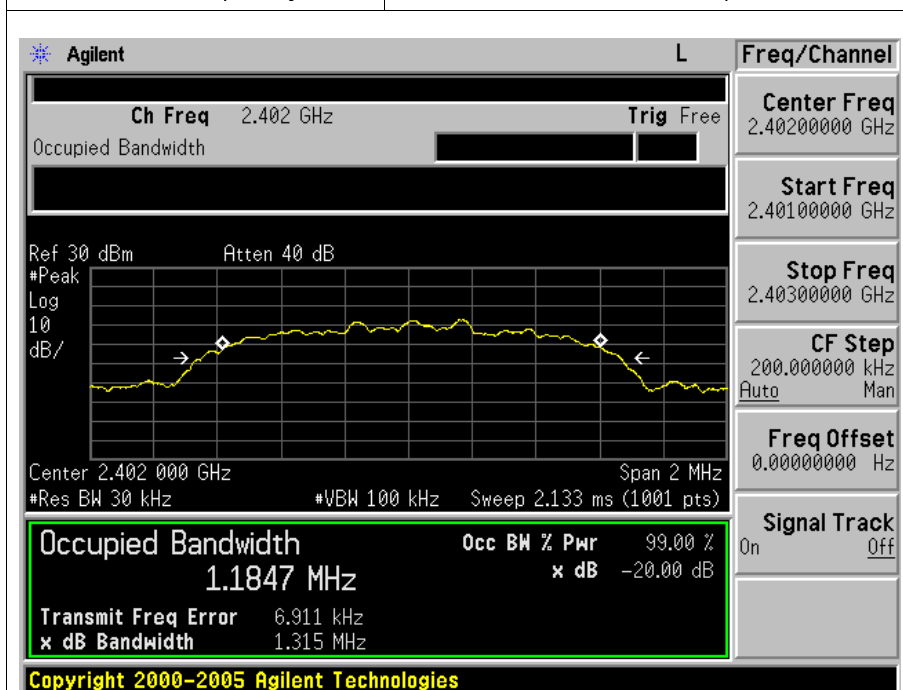 Agilent L Freq/Channel
Ch Freq 2.402 GHz Trig Free
Occupied Bandwidth
Center Freq
2.40200000 GHz
Start Freq
2.40100000 GHz
Stop Freq
2.40300000 GHz
CF Step
200.000000 kHz
Auto Man
Freq Offset
0.00000000 Hz
Signal Track
On Off
Ref 30 dBm Atten 40 dB
#Peak
Log
10
dB/
Center 2.402 000 GHz Span 2 MHz
#Res BW 30 kHz #VBW 100 kHz Sweep 2.133 ms (1001 pts)
Occupied Bandwidth
1.1847 MHz
Occ BW % Pwr 99.00 %
x dB -20.00 dB
Transmit Freq Error 6.911 kHz
x dB Bandwidth 1.315 MHz
Copyright 2000-2005 Agilent Technologies